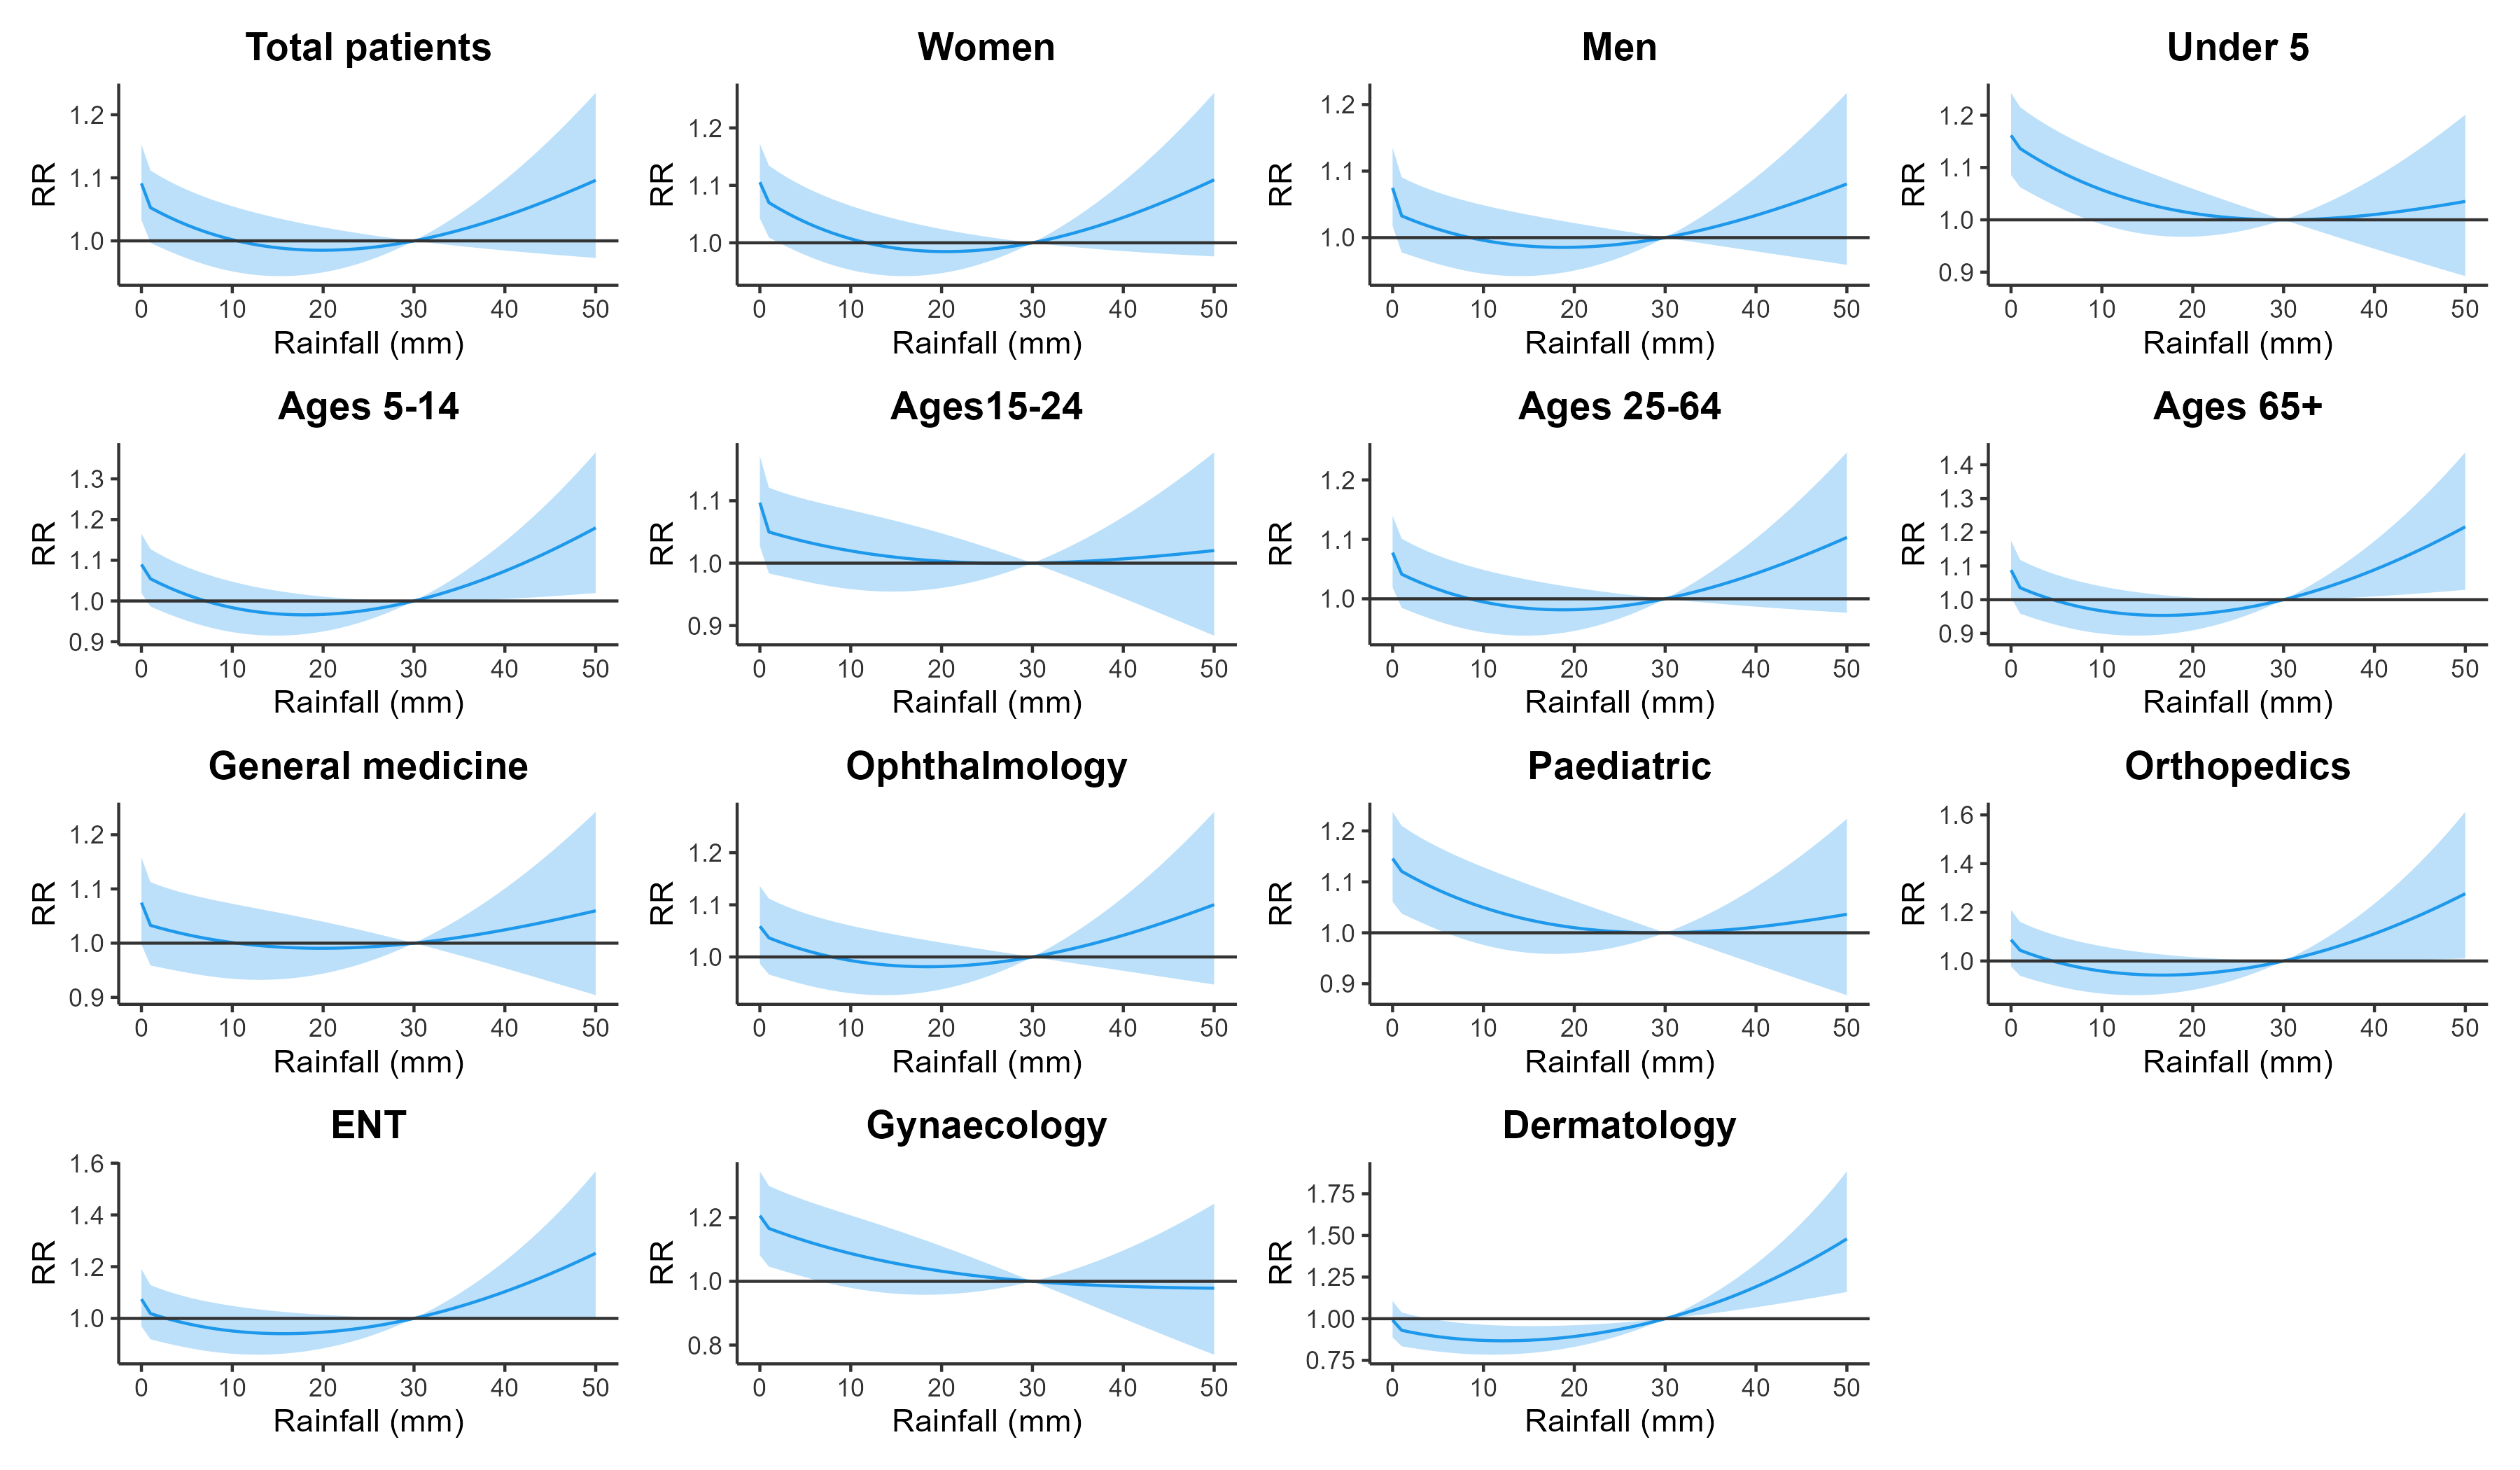 Total patients
Women
Men
Under 5
RR
1.2
1.1
1.0
0 10 20 30 40 50
Rainfall (mm)
RR
1.2
1.1
1.0
0 10 20 30 40 50
Rainfall (mm)
RR
1.2
1.1
1.0
0 10 20 30 40 50
Rainfall (mm)
RR
1.2
1.1
1.0
0.9
0 10 20 30 40 50
Rainfall (mm)
Ages 5-14
Ages15-24
Ages 25-64
Ages 65+
RR
1.3
1.2
1.1
1.0
0.9
0 10 20 30 40 50
Rainfall (mm)
RR
1.1
1.0
0.9
0 10 20 30 40 50
Rainfall (mm)
RR
1.2
1.1
1.0
0 10 20 30 40 50
Rainfall (mm)
RR
1.4
1.3
1.2
1.1
1.0
0.9
0 10 20 30 40 50
Rainfall (mm)
General medicine
Ophthalmology
Paediatric
Orthopedics
RR
1.2
1.1
1.0
0.9
0 10 20 30 40 50
Rainfall (mm)
RR
1.2
1.1
1.0
0 10 20 30 40 50
Rainfall (mm)
RR
1.2
1.1
1.0
0.9
0 10 20 30 40 50
Rainfall (mm)
RR
1.6
1.4
1.2
1.0
0 10 20 30 40 50
Rainfall (mm)
ENT
Gynaecology
Dermatology
RR
1.6
1.4
1.2
1.0
0 10 20 30 40 50
Rainfall (mm)
RR
1.2
1.0
0.8
0 10 20 30 40 50
Rainfall (mm)
RR
1.75
1.50
1.25
1.00
0.75
0 10 20 30 40 50
Rainfall (mm)